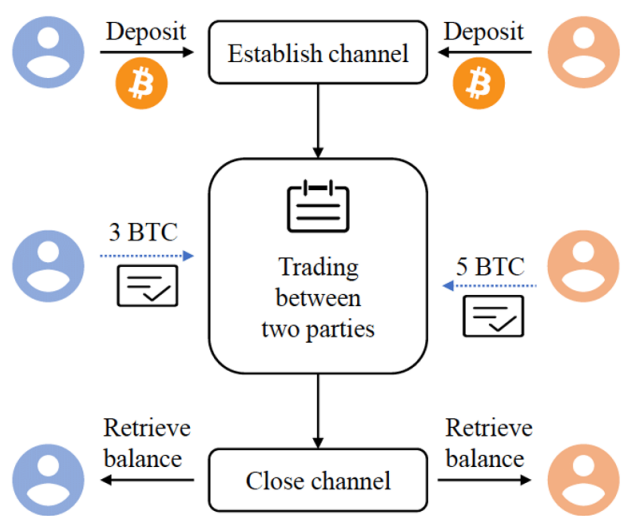 Deposit
Establish channel
Deposit
3 BTC
Trading
between
two parties
5 BTC
Retrieve
balance
Close channel
Retrieve
balance